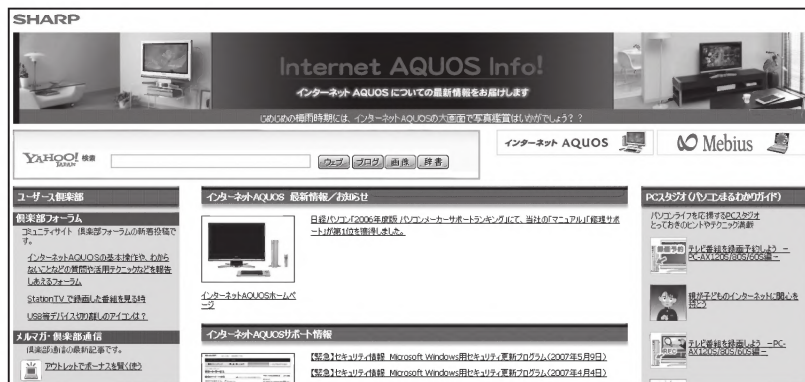 SHARP
Internet AQUOS Info!
インターネット AQUOS についての最新情報をお届けします
じめじめの梅雨時期には、インターネットAQUOSの大画面で写真鑑賞はいかがでしょう？？
YAHOO! JAPAN 検索
ウェブ ブログ 画像 辞書
インターネット AQUOS
Mebius
ユーザース倶楽部
倶楽部フォーラム
コミュニティサイト 倶楽部フォーラムの新着投稿です。
インターネットAQUOSの基本操作や、わからないことなどの質問や活用テクニックなどを報告しあえるフォーラム
StationTV で録画した番組を見る時
USB等デバイス切り離しのアイコンは？
メルマガ・倶楽部通信
倶楽部通信の最新記事です。
アウトレットでボーナスを賢く使う
インターネットAQUOS 最新情報／お知らせ
日経パソコン「2006年度版 パソコンメーカーサポートランキング」にて、当社の「マニュアル」「修理サポート」が第1位を獲得しました。
インターネットAQUOSホームページ
インターネットAQUOSサポート情報
【緊急】セキュリティ情報 Microsoft Windows用セキュリティ更新プログラム(2007年5月9日)
【緊急】セキュリティ情報 Microsoft Windows用セキュリティ更新プログラム(2007年4月4日)
PCスタジオ（パソコンまるわかりガイド）
パソコンライフを応援するPCスタジオ
とっておきのヒントやテクニック満載
テレビ番組を録画予約しよう －PC-AX120S/80S/60S編－
親が子どものインターネットに関心を持とう
テレビ番組を録画しよう －PC-AX120S/80S/60S編－